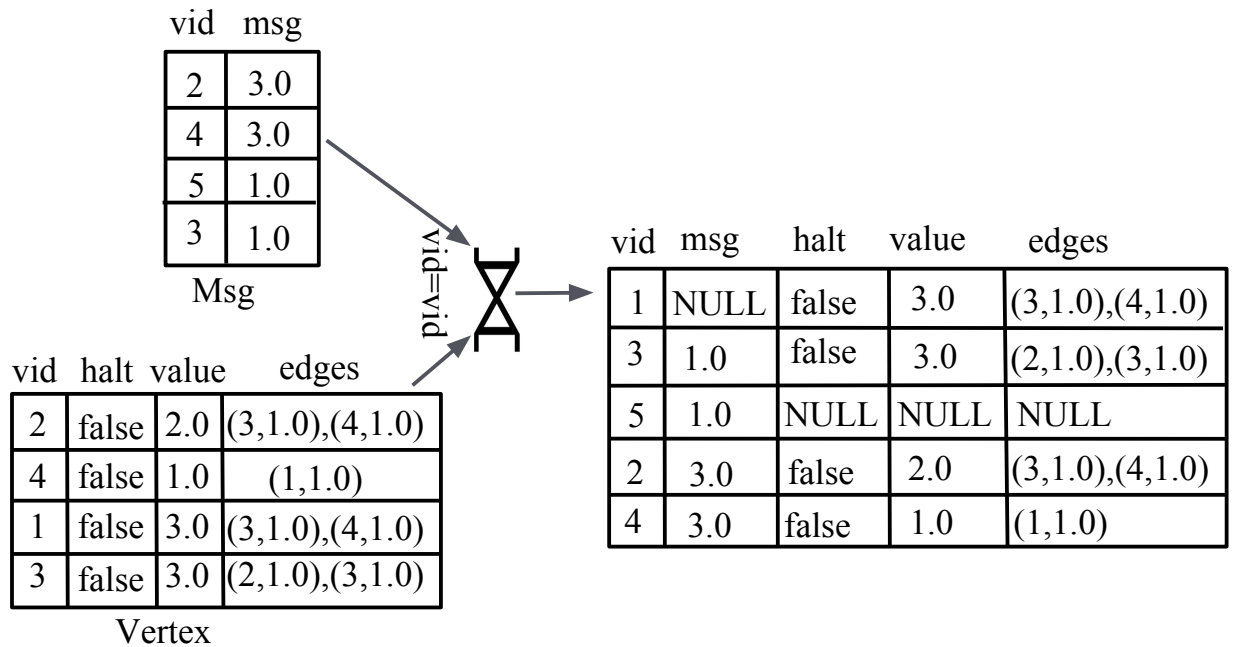 vid msg
2 3.0
4 3.0
5 1.0
3 1.0
Msg
vid=vid
vid halt value edges
2 false 2.0 (3,1.0),(4,1.0)
4 false 1.0 (1,1.0)
1 false 3.0 (3,1.0),(4,1.0)
3 false 3.0 (2,1.0),(3,1.0)
Vertex
vid msg halt value edges
1 NULL false 3.0 (3,1.0),(4,1.0)
3 1.0 false 3.0 (2,1.0),(3,1.0)
5 1.0 NULL NULL NULL
2 3.0 false 2.0 (3,1.0),(4,1.0)
4 3.0 false 1.0 (1,1.0)